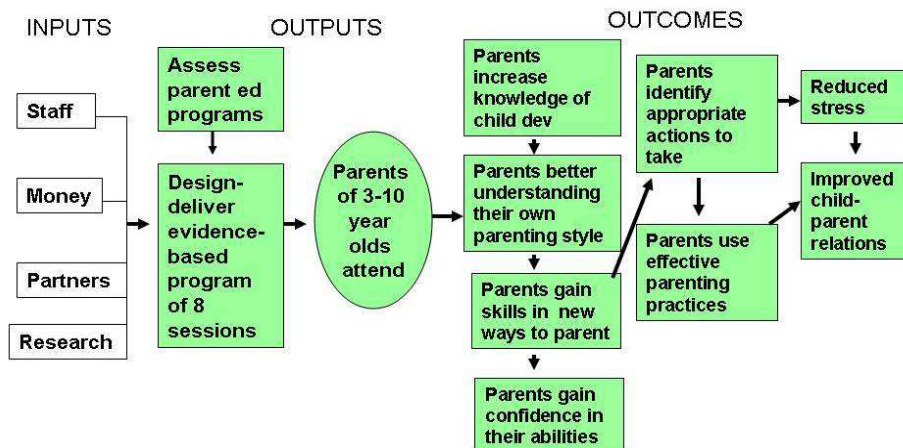 INPUTS
OUTPUTS
OUTCOMES
Staff
Money
Partners
Research
Assess
parent ed
programs
Design-
deliver
evidence-
based
program
of 8
sessions
Parents
of 3-10
year
olds
attend
Parents
increase
knowledge of
child dev
Parents better
understanding
their own
parenting style
Parents gain
skills in new
ways to parent
Parents gain
confidence in
their abilities
Parents
identify
appropriate
actions to
take
Parents use
effective
parenting
practices
Reduced
stress
Improved
child-
parent
relations